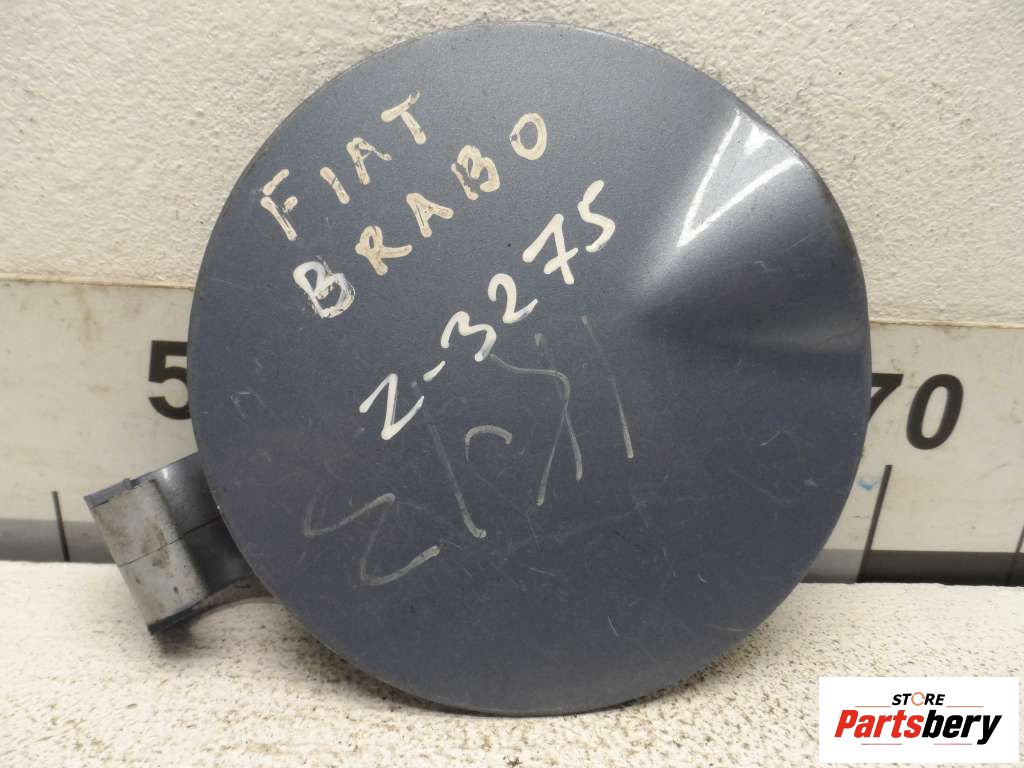 FIAT
BRABO
Z-3275
5
70
STORE
Partsbery